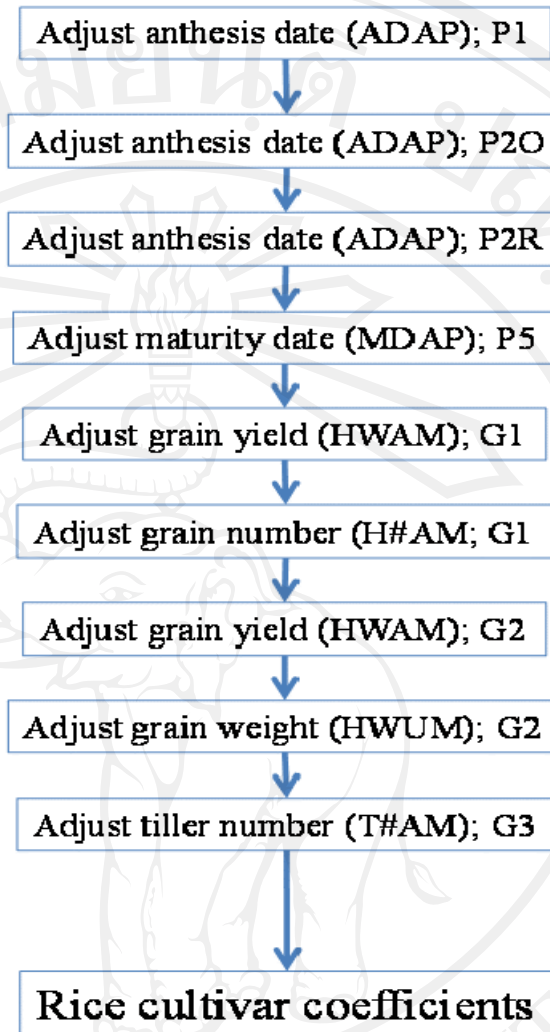 Adjust anthesis date (ADAP); P1
Adjust anthesis date (ADAP); P2O
Adjust anthesis date (ADAP); P2R
Adjust maturity date (MDAP); P5
Adjust grain yield (HWAM); G1
Adjust grain number (H#AM; G1
Adjust grain yield (HWAM); G2
Adjust grain weight (HWUM); G2
Adjust tiller number (T#AM); G3
Rice cultivar coefficients